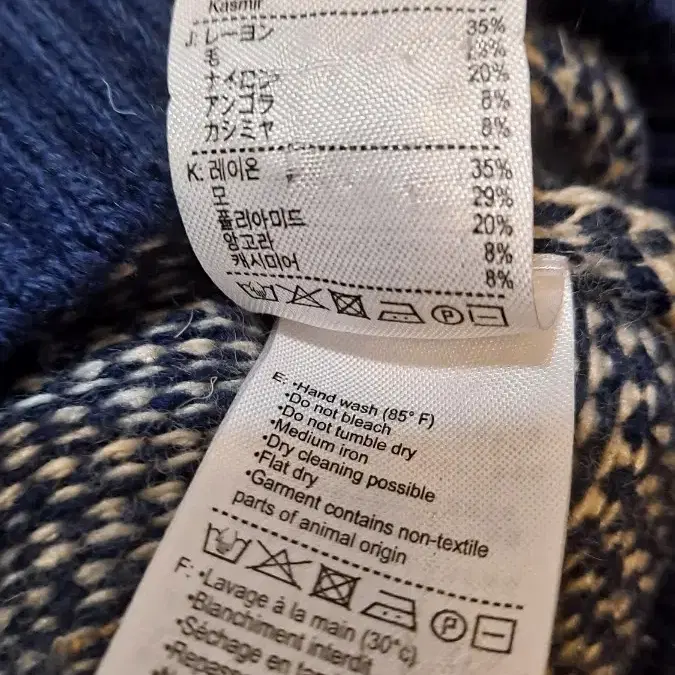 Kasmir
J: レーヨン 35%
毛
ナイロン 20%
アンゴラ 8%
カシミヤ 8%
K: 레이온 35%
모 29%
폴리아미드 20%
앙고라 8%
캐시미어 8%
P
E: •Hand wash (85° F)
•Do not bleach
•Do not tumble dry
•Medium iron
•Dry cleaning possible
•Flat dry
•Garment contains non-textile
parts of animal origin
P
F: •Lavage à la main (30°c)
•Blanchiment interdit
•Séchage en